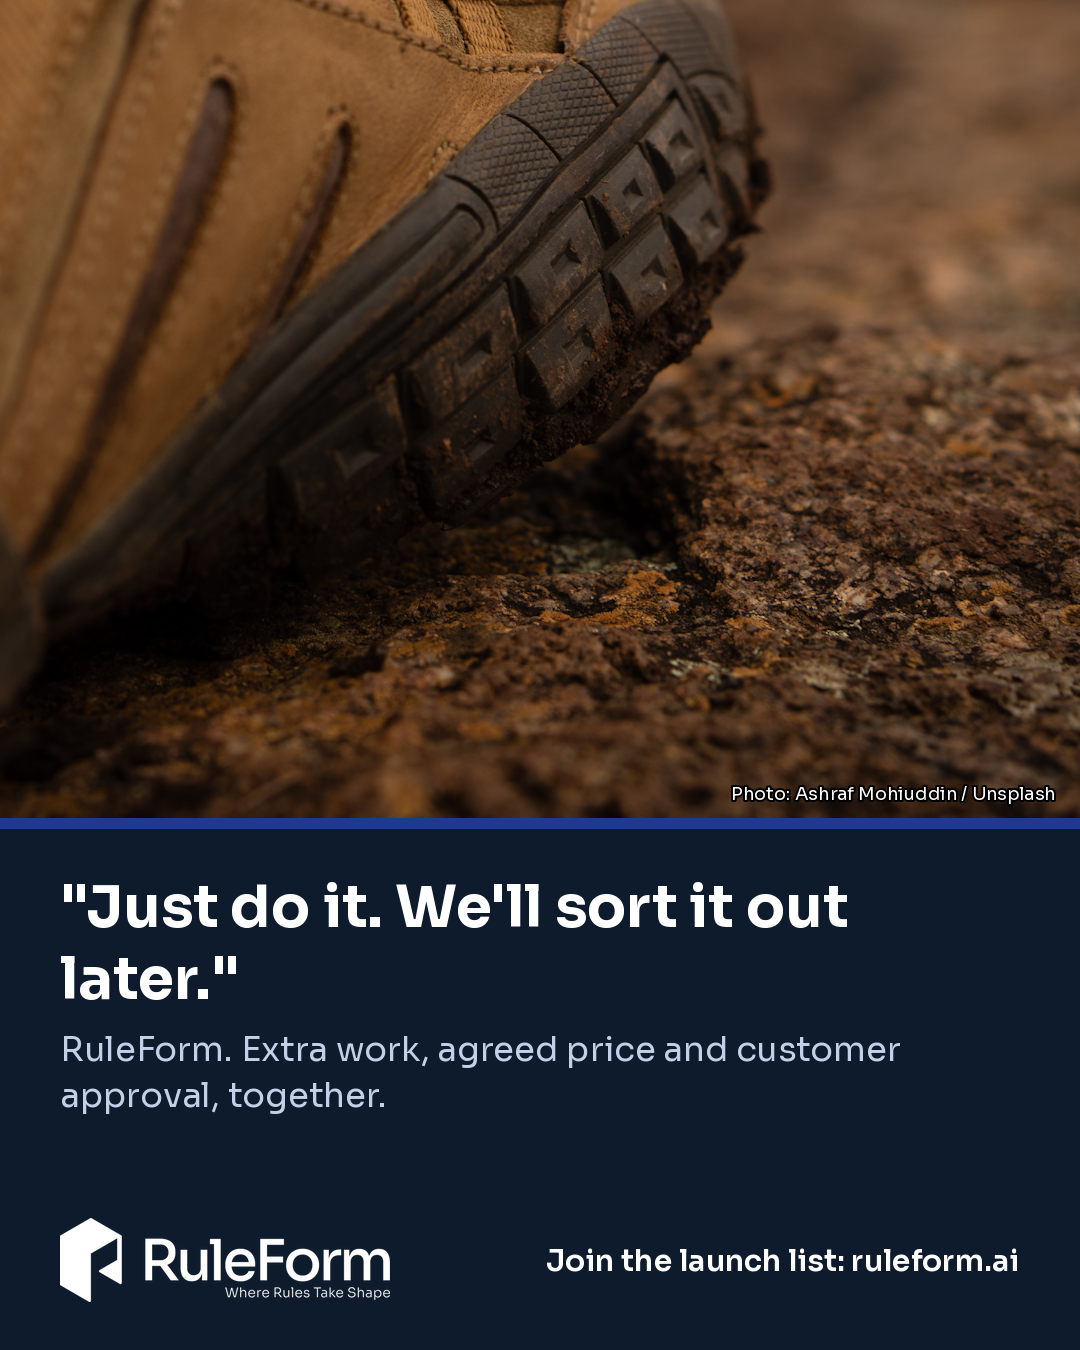 Photo: Ashraf Mohiuddin / Unsplash
"Just do it. We'll sort it out
later."
RuleForm. Extra work, agreed price and customer
approval, together.
RuleForm
Where Rules Take Shape
Join the launch list: ruleform.ai